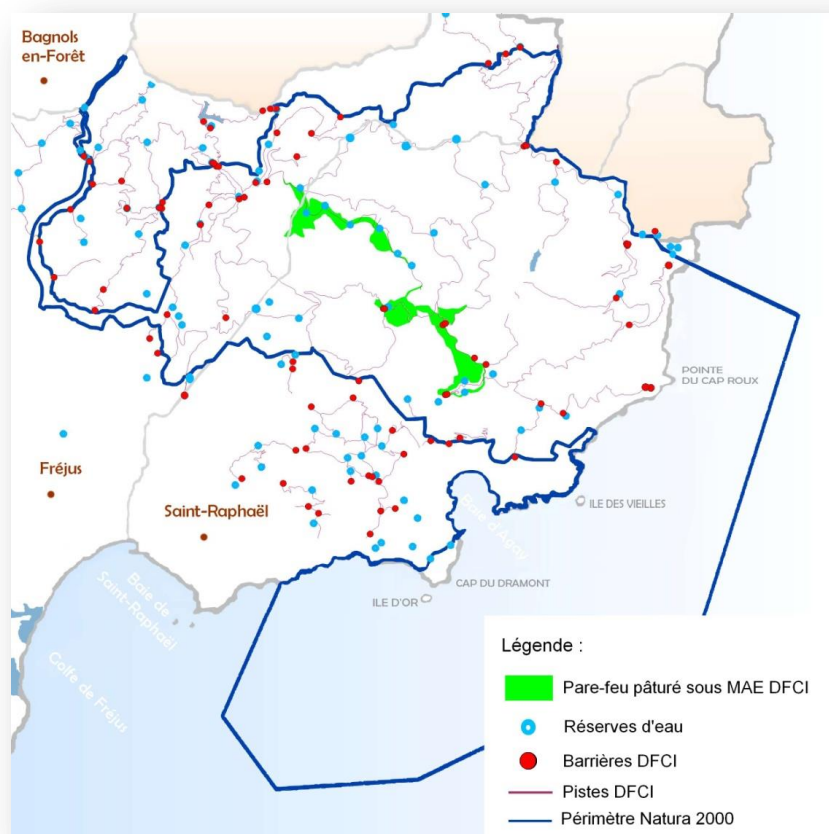 Bagnols
en-Forêt
POINTE
DU CAP ROUX
Fréjus
Saint-Raphaël
ILE DES VIEILLES
Baie d'Agay
CAP DU DRAMONT
ILE D'OR
Baie de
Saint-Raphaël
Golfe de Fréjus
Légende :
Pare-feu pâturé sous MAE DFCI
Réserves d'eau
Barrières DFCI
Pistes DFCI
Périmètre Natura 2000